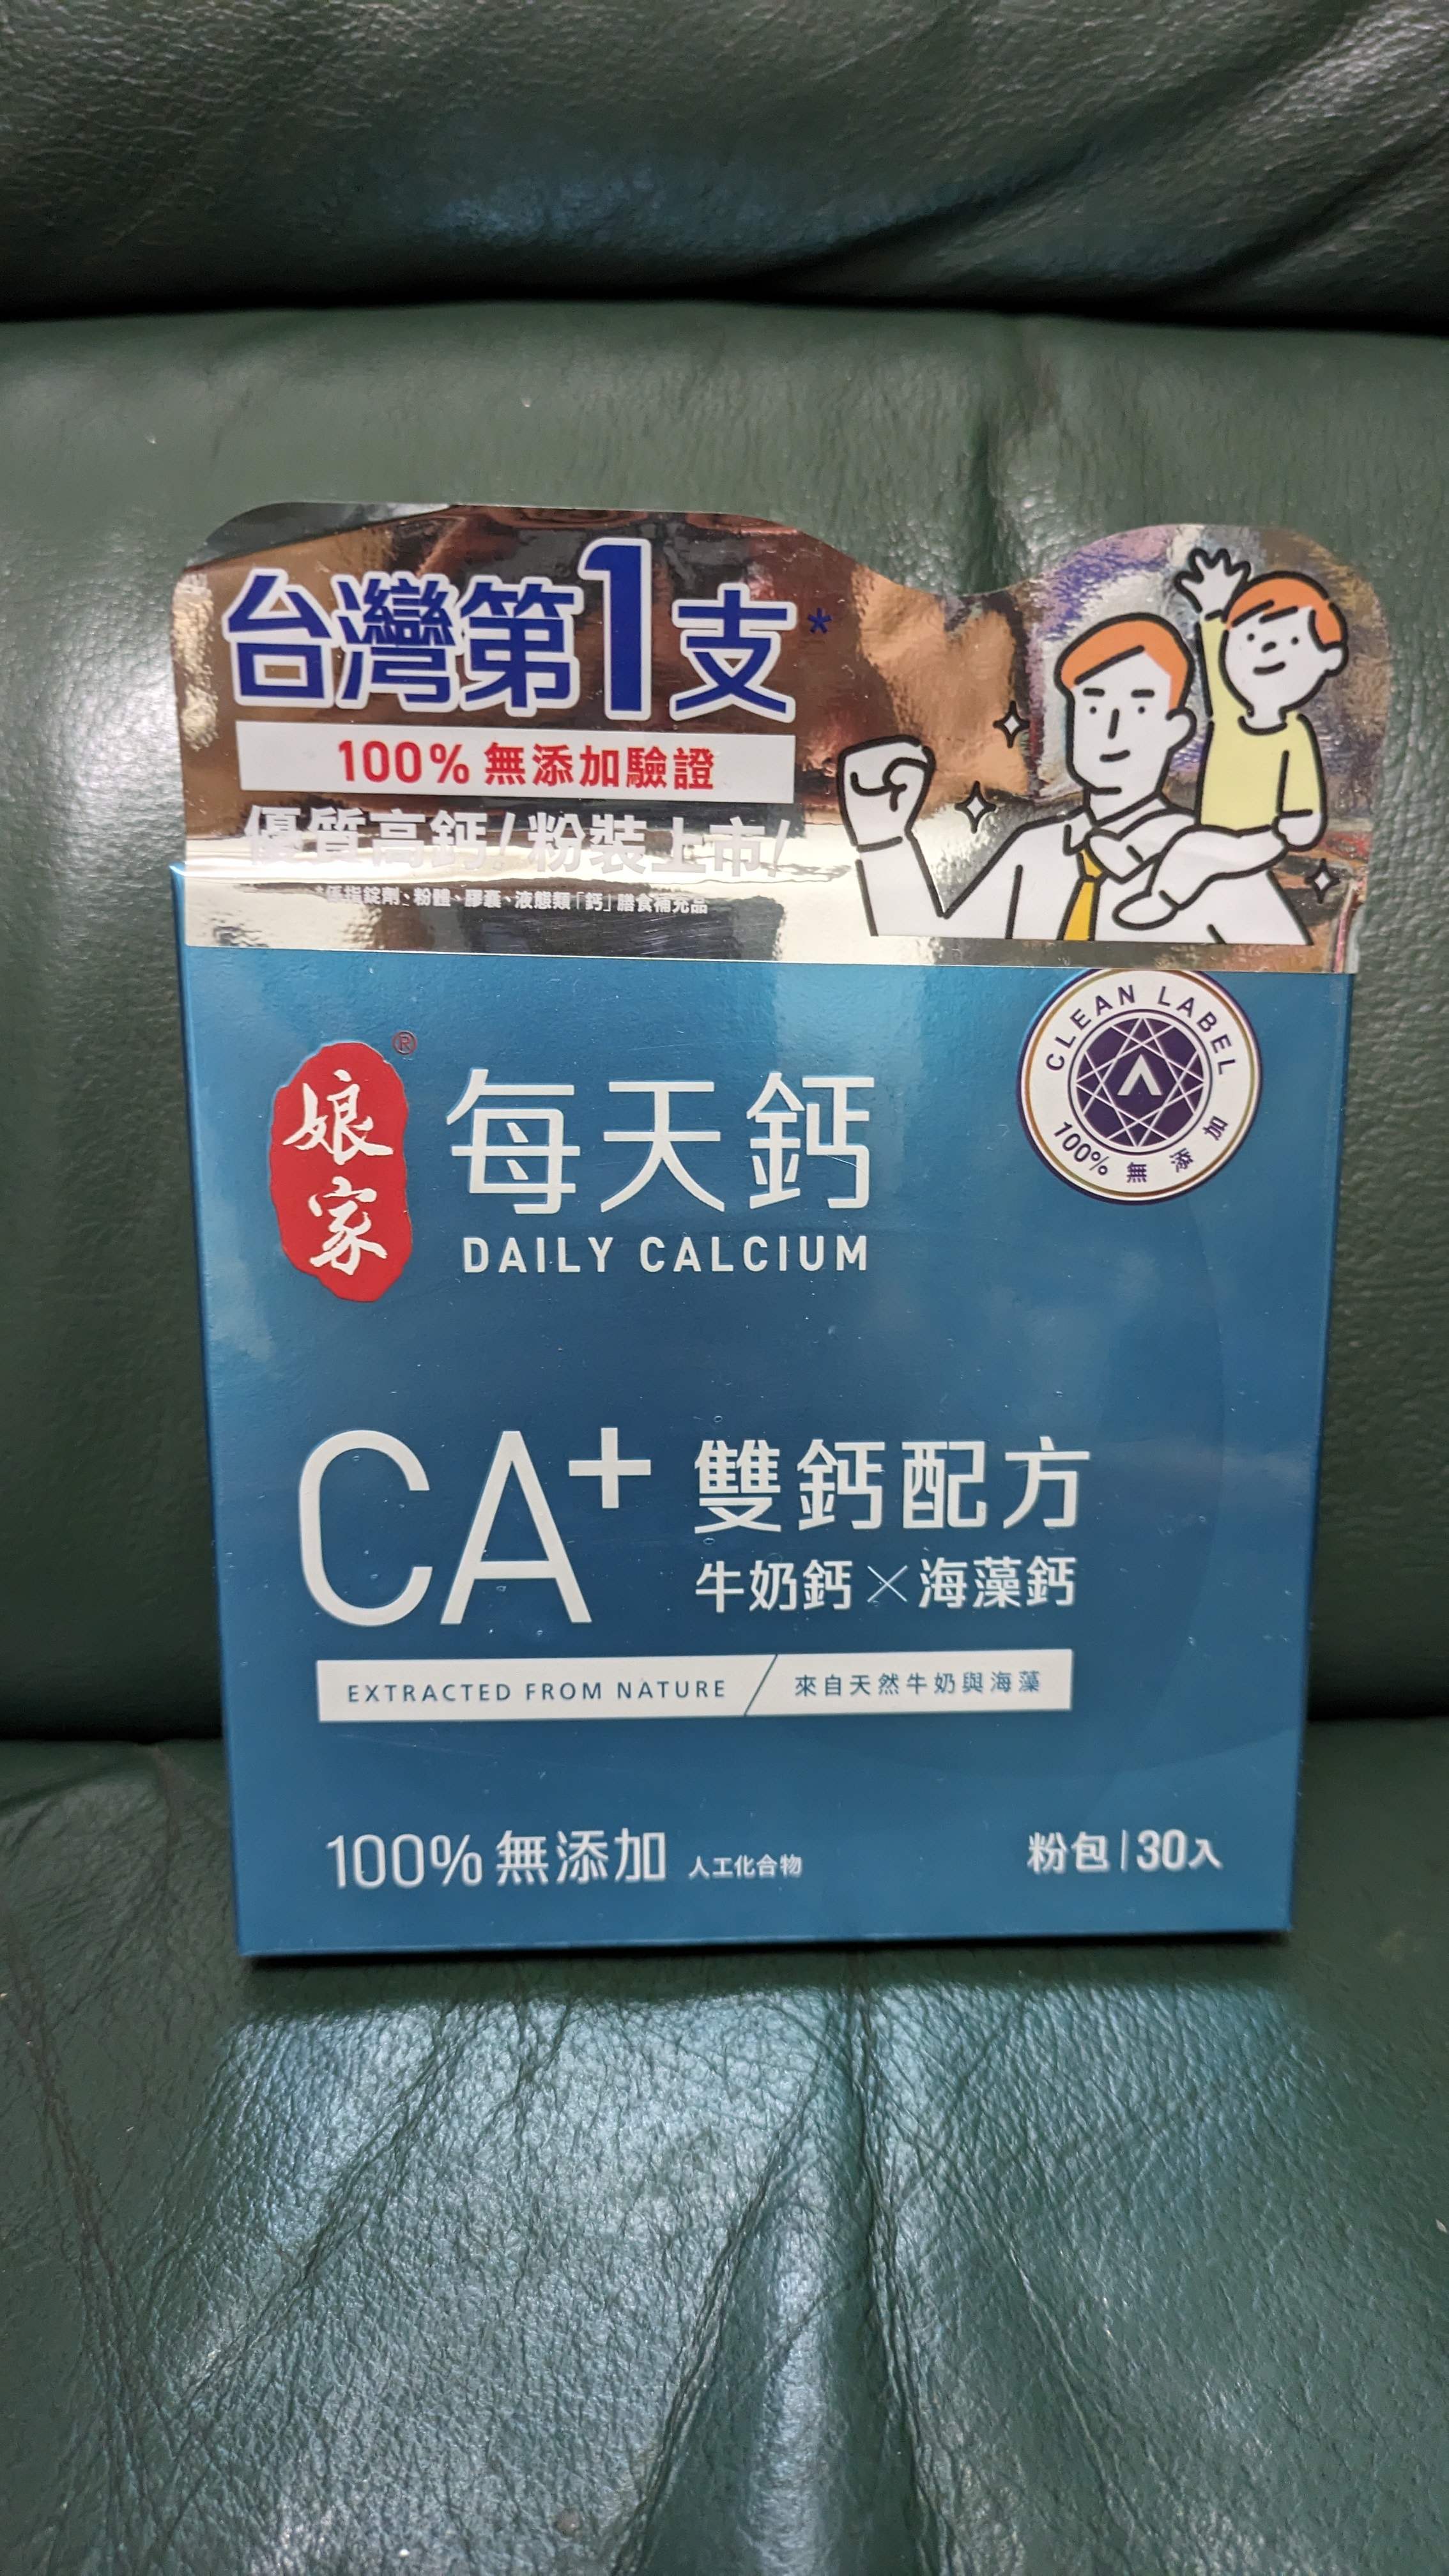 台灣第1支*
100%無添加驗證
優質高鈣/粉裝上市/
*係指錠劑、粉體、膠囊、液態類「鈣」膳食補充品
CLEAN LABEL
100% 無添加
娘家®
每天鈣
DAILY CALCIUM
CA+ 雙鈣配方
牛奶鈣×海藻鈣
EXTRACTED FROM NATURE / 來自天然牛奶與海藻
100%無添加 人工化合物
粉包|30入